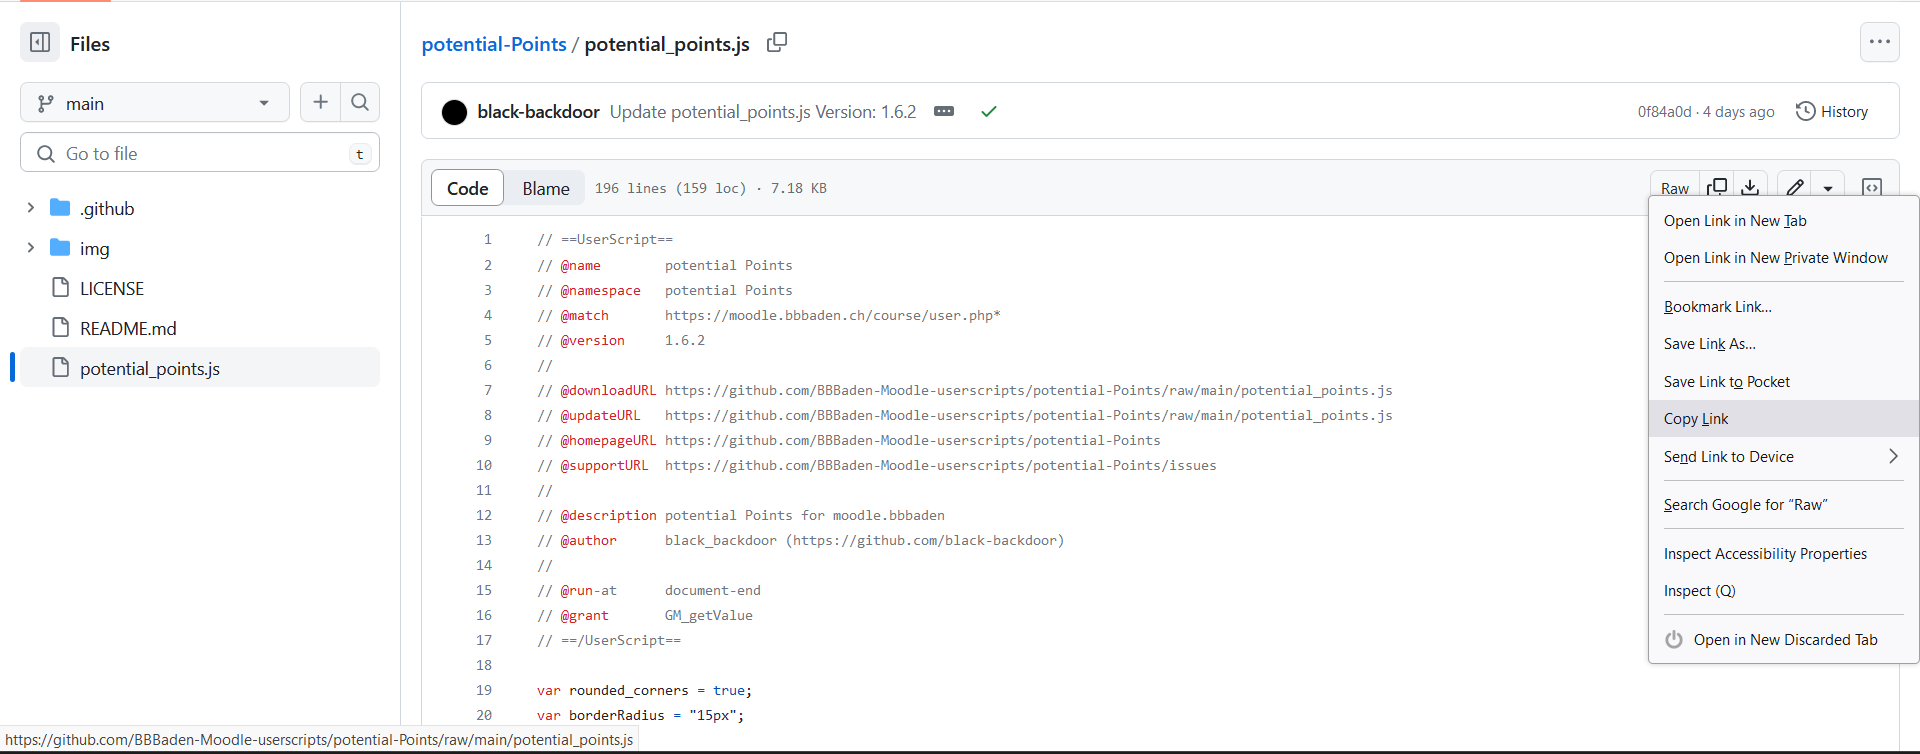 Files
main
Go to file
t
.github
img
LICENSE
README.md
potential_points.js
potential-Points / potential_points.js
black-backdoor Update potential_points.js Version: 1.6.2
0f84a0d · 4 days ago History
Code Blame 196 lines (159 loc) · 7.18 KB
Raw
1 // ==UserScript==
2 // @name potential Points
3 // @namespace potential Points
4 // @match https://moodle.bbbaden.ch/course/user.php*
5 // @version 1.6.2
6 //
7 // @downloadURL https://github.com/BBBaden-Moodle-userscripts/potential-Points/raw/main/potential_points.js
8 // @updateURL https://github.com/BBBaden-Moodle-userscripts/potential-Points/raw/main/potential_points.js
9 // @homepageURL https://github.com/BBBaden-Moodle-userscripts/potential-Points
10 // @supportURL https://github.com/BBBaden-Moodle-userscripts/potential-Points/issues
11 //
12 // @description potential Points for moodle.bbbaden
13 // @author black_backdoor (https://github.com/black-backdoor)
14 //
15 // @run-at document-end
16 // @grant GM_getValue
17 // ==/UserScript==
18
19 var rounded_corners = true;
20 var borderRadius = "15px";
Open Link in New Tab
Open Link in New Private Window
Bookmark Link...
Save Link As...
Save Link to Pocket
Copy Link
Send Link to Device
Search Google for “Raw”
Inspect Accessibility Properties
Inspect (Q)
Open in New Discarded Tab
https://github.com/BBBaden-Moodle-userscripts/potential-Points/raw/main/potential_points.js